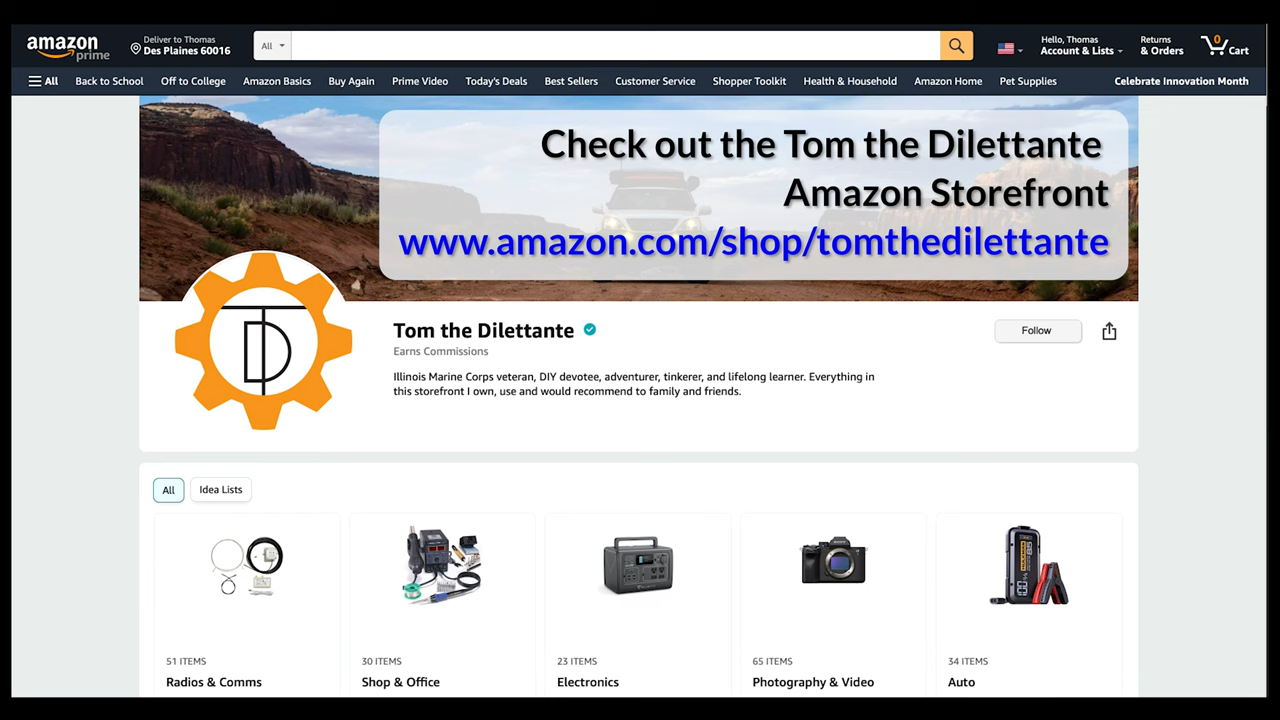 amazon prime
Deliver to Thomas
Des Plaines 60016
All
Hello, Thomas
Account & Lists
Returns
& Orders
0
Cart
All
Back to School
Off to College
Amazon Basics
Buy Again
Prime Video
Today's Deals
Best Sellers
Customer Service
Shopper Toolkit
Health & Household
Amazon Home
Pet Supplies
Celebrate Innovation Month
Check out the Tom the Dilettante
Amazon Storefront
www.amazon.com/shop/tomthedilettante
TD
Tom the Dilettante
Earns Commissions
Follow
Illinois Marine Corps veteran, DIY devotee, adventurer, tinkerer, and lifelong learner. Everything in
this storefront I own, use and would recommend to family and friends.
All
Idea Lists
51 ITEMS
Radios & Comms
30 ITEMS
Shop & Office
23 ITEMS
Electronics
65 ITEMS
Photography & Video
34 ITEMS
Auto